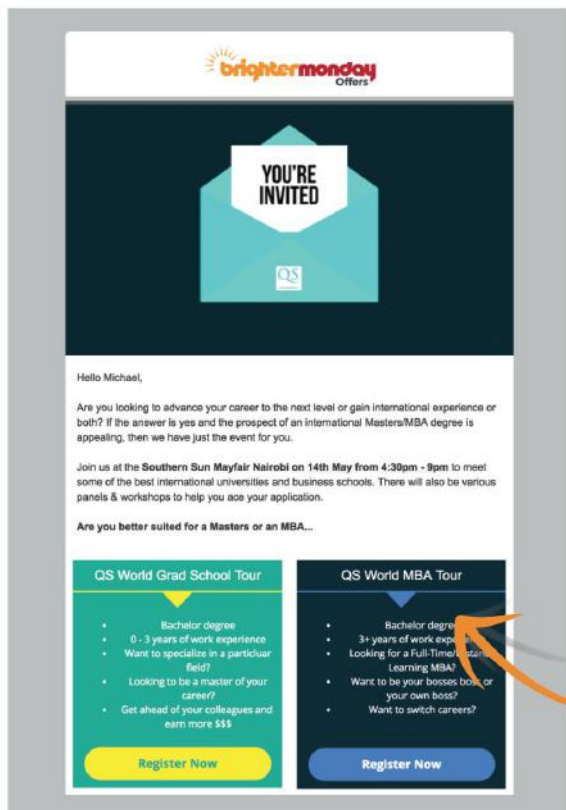 brightermonday
Offers
YOU'RE
INVITED
QS
Hello Michael,
Are you looking to advance your career to the next level or gain international experience or
both? If the answer is yes and the prospect of an international Masters/MBA degree is
appealing, then we have just the event for you.
Join us at the Southern Sun Mayfair Nairobi on 14th May from 4:30pm - 9pm to meet
some of the best international universities and business schools. There will also be various
panels & workshops to help you ace your application.
Are you better suited for a Masters or an MBA...
QS World Grad School Tour
• Bachelor degree
• 0 - 3 years of work experience
• Want to specialize in a particluar
field?
• Looking to be a master of your
career?
• Get ahead of your colleagues and
earn more $$$
Register Now
QS World MBA Tour
• Bachelor degree
• 3+ years of work
• Looking for a Full-Time/
Learning MBA?
• Want to be your bosses boss or
your own boss?
• Want to switch careers?
Register Now